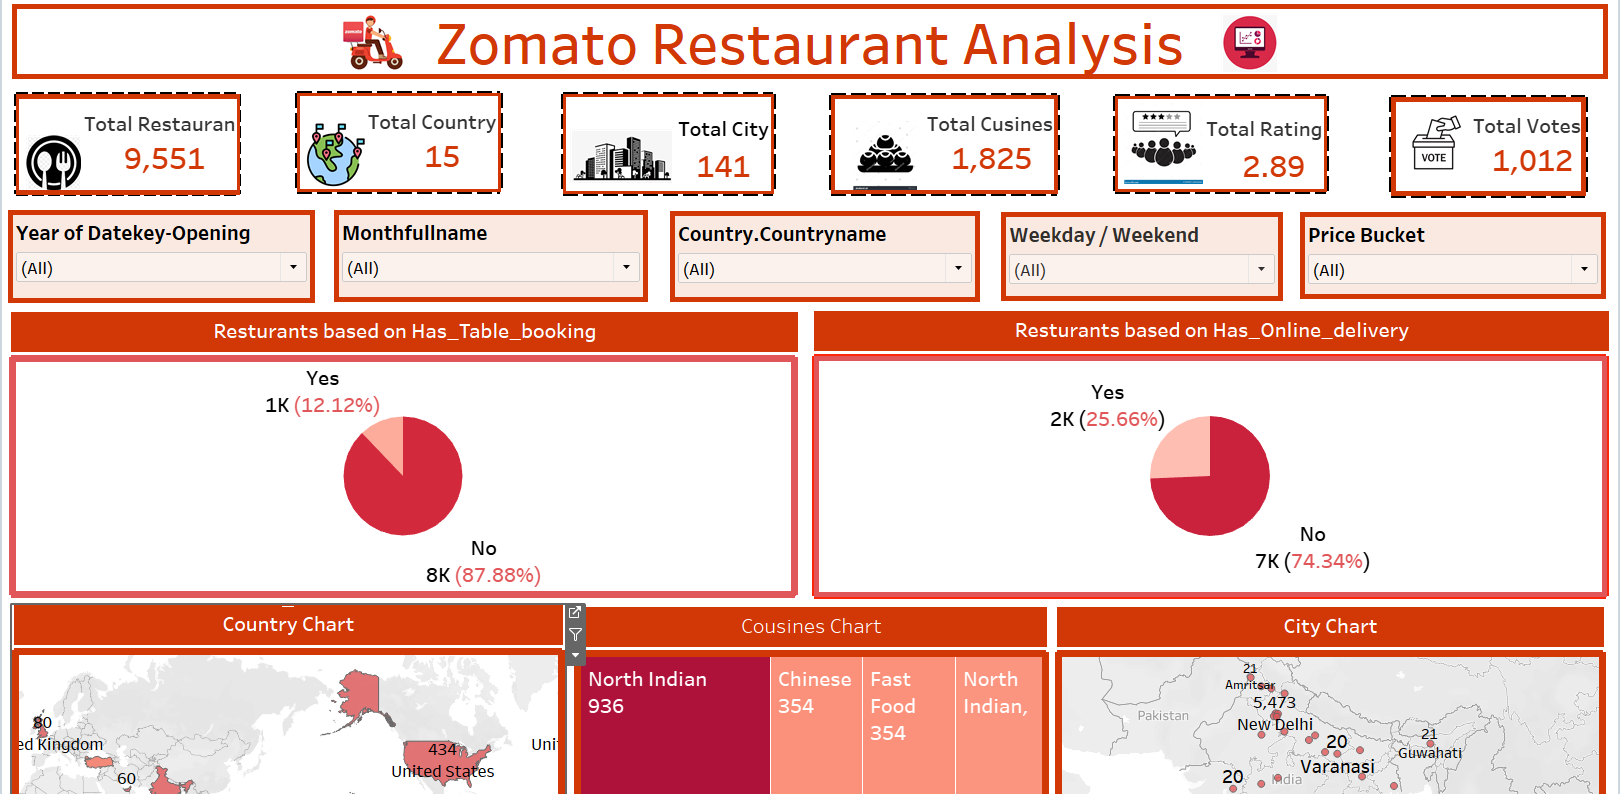 zomato
Zomato Restaurant Analysis
Total Restauran
9,551
Total Country
15
Total City
141
Total Cusines
1,825
Total Rating
2.89
VOTE
Total Votes
1,012
Year of Datekey-Opening
(All)
Monthfullname
(All)
Country.Countryname
(All)
Weekday / Weekend
(All)
Price Bucket
(All)
Resturants based on Has_Table_booking
Yes
1K (12.12%)
No
8K (87.88%)
Resturants based on Has_Online_delivery
Yes
2K (25.66%)
No
7K (74.34%)
Country Chart
80
ed Kingdom
60
434
United States
Uni
Cousines Chart
North Indian
936
Chinese
354
Fast
Food
354
North
Indian,
City Chart
21
Amritsar
5,473
Pakistan
New Delhi
20
Varanasi
21
Guwahati
20
India